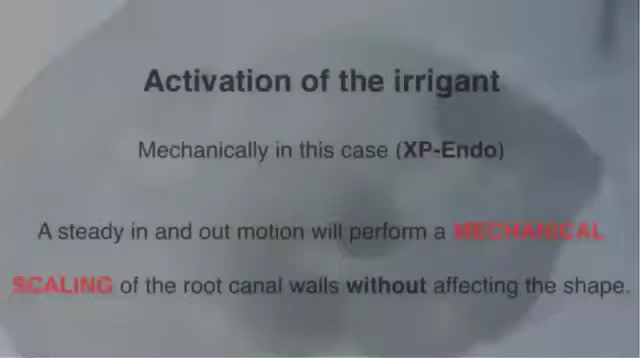 Activation of the irrigant
Mechanically in this case (XP-Endo)
A steady in and out motion will perform a MECHANICAL
SCALING of the root canal walls without affecting the shape.